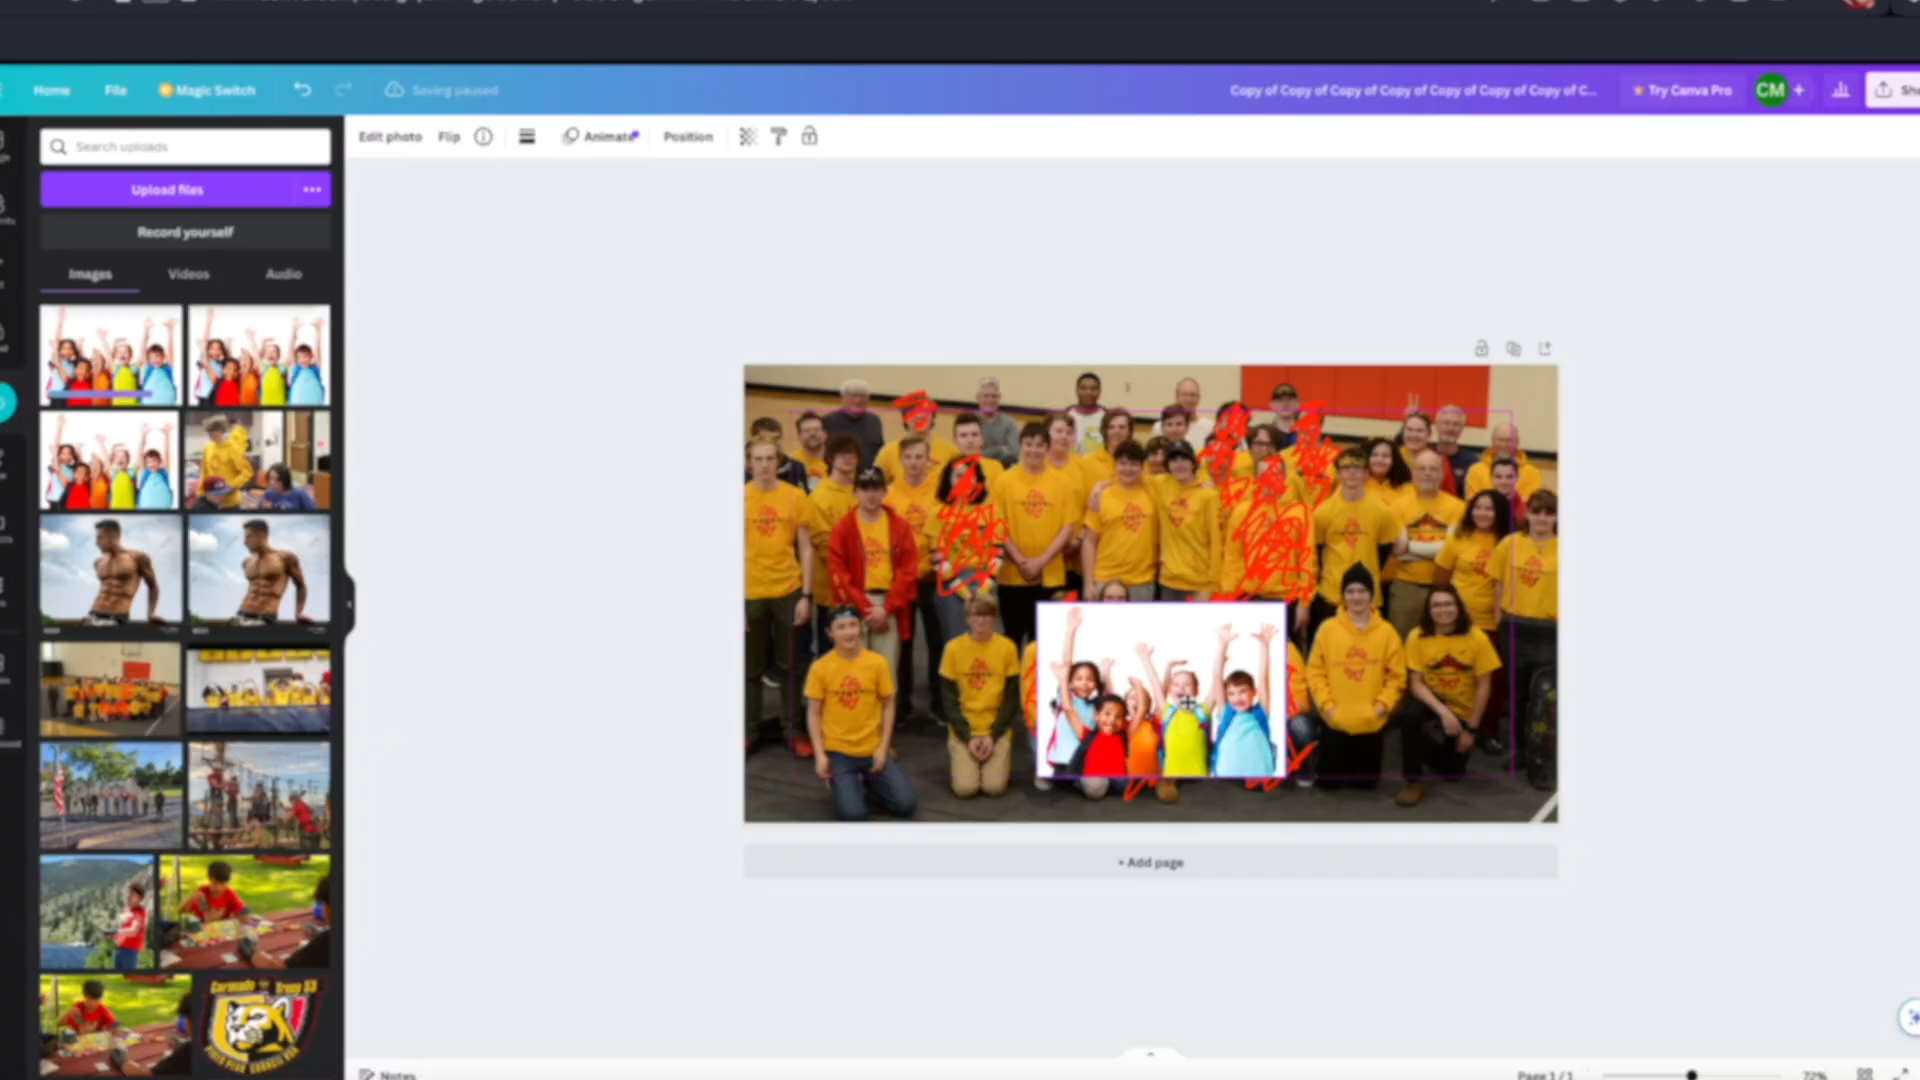 Home File Magic Switch Saving paused Copy of Copy of Copy of Copy of Copy of Copy of Copy of C... Try Canva Pro CM +
Search uploads
Edit photo Flip Animate Position
Upload files
Record yourself
Images Videos Audio
+ Add page
Notes Page 1 / 1 72%